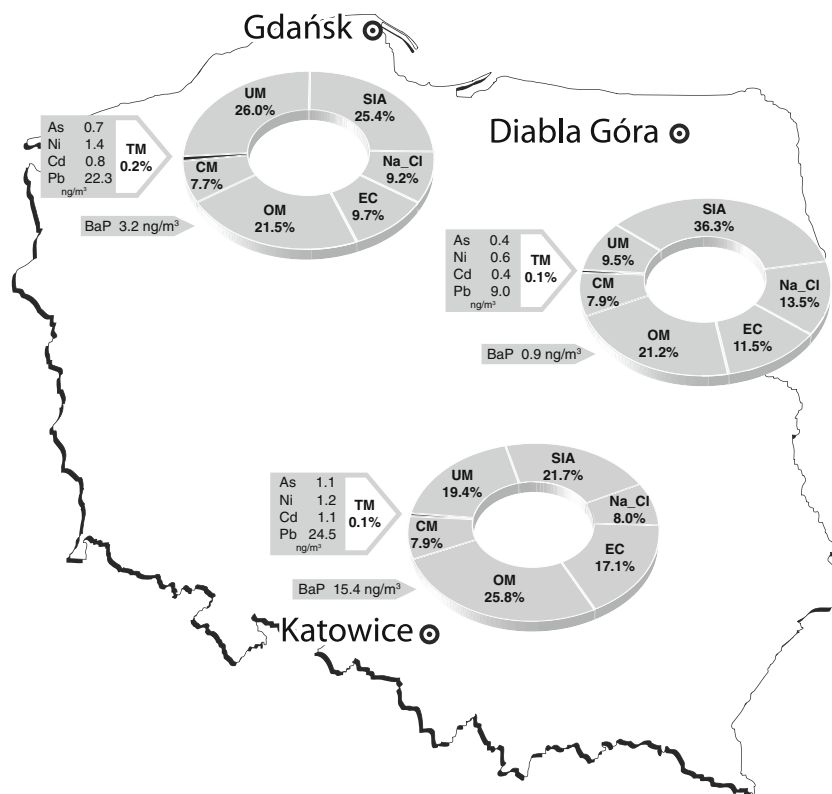 Gdańsk
UM
26.0%
SIA
25.4%
Na_Cl
9.2%
EC
9.7%
OM
21.5%
CM
7.7%
As 0.7
Ni 1.4
Cd 0.8
Pb 22.3
ng/m³
TM
0.2%
BaP 3.2 ng/m³
Diabla Góra
SIA
36.3%
UM
9.5%
Na_Cl
13.5%
CM
7.9%
OM
21.2%
EC
11.5%
As 0.4
Ni 0.6
Cd 0.4
Pb 9.0
ng/m³
TM
0.1%
BaP 0.9 ng/m³
SIA
21.7%
UM
19.4%
Na_Cl
8.0%
CM
7.9%
EC
17.1%
OM
25.8%
As 1.1
Ni 1.2
Cd 1.1
Pb 24.5
ng/m³
TM
0.1%
BaP 15.4 ng/m³
Katowice